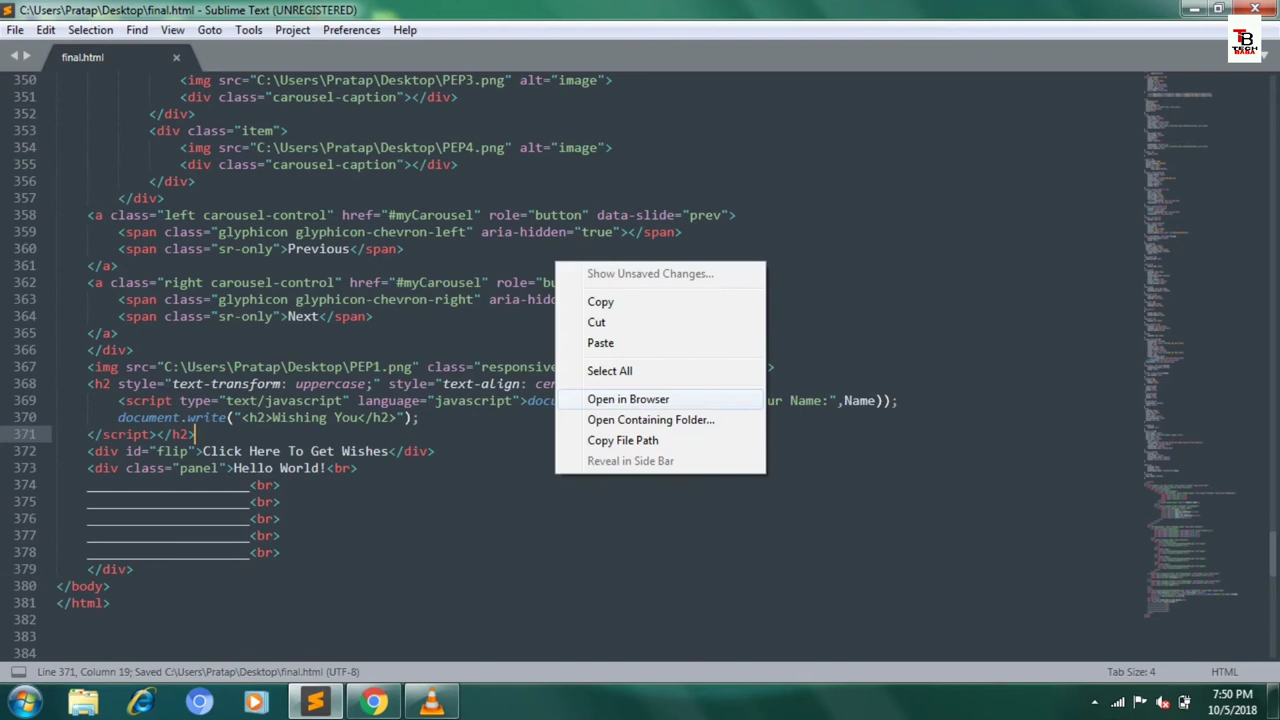 C:\Users\Pratap\Desktop\final.html - Sublime Text (UNREGISTERED)
File Edit Selection Find View Goto Tools Project Preferences Help
TB
TECH
BABA
final.html
350 <img src="C:\Users\Pratap\Desktop\PEP3.png" alt="image">
351 <div class="carousel-caption"></div>
352 </div>
353 <div class="item">
354 <img src="C:\Users\Pratap\Desktop\PEP4.png" alt="image">
355 <div class="carousel-caption"></div>
356 </div>
357 </div>
358 <a class="left carousel-control" href="#myCarousel" role="button" data-slide="prev">
359 <span class="glyphicon glyphicon-chevron-left" aria-hidden="true"></span>
360 <span class="sr-only">Previous</span>
361 </a>
362 <a class="right carousel-control" href="#myCarousel" role="bu
363 <span class="glyphicon glyphicon-chevron-right" aria-hidd
364 <span class="sr-only">Next</span>
365 </a>
366 </div>
367 <img src="C:\Users\Pratap\Desktop\PEP1.png" class="responsive >
368 <h2 style="text-transform: uppercase;" style="text-align: cen
369 <script type="text/javascript" language="javascript">docu ur Name:",Name));
370 document.write("<h2>Wishing You</h2>");
371 </script></h2>
372 <div id="flip">Click Here To Get Wishes</div>
373 <div class="panel">Hello World!<br>
374 _____________________<br>
375 _____________________<br>
376 _____________________<br>
377 _____________________<br>
378 _____________________<br>
379 </div>
380 </body>
381 </html>
382
383
384
Show Unsaved Changes...
Copy
Cut
Paste
Select All
Open in Browser
Open Containing Folder...
Copy File Path
Reveal in Side Bar
Line 371, Column 19; Saved C:\Users\Pratap\Desktop\final.html (UTF-8) Tab Size: 4 HTML
7:50 PM
10/5/2018